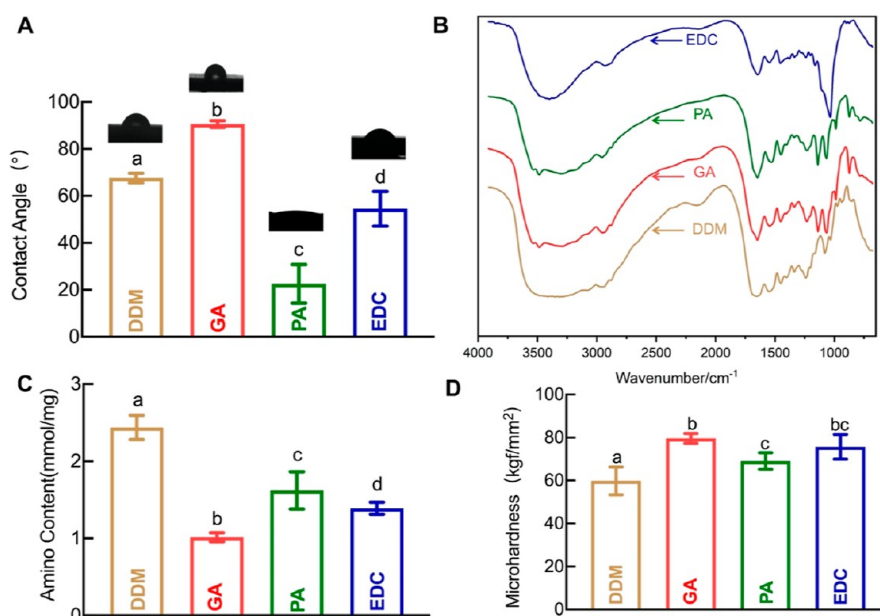 A
Contact Angle (°)
100
80
60
40
20
0
a
b
c
d
DDM
GA
PA
EDC
B
EDC
PA
GA
DDM
4000 3500 3000 2500 2000 1500 1000
Wavenumber/cm⁻¹
C
Amino Content(mmol/mg)
3
2
1
0
a
b
c
d
DDM
GA
PA
EDC
D
Microhardness (kgf/mm²)
100
80
60
40
20
0
a
b
c
bc
DDM
GA
PA
EDC